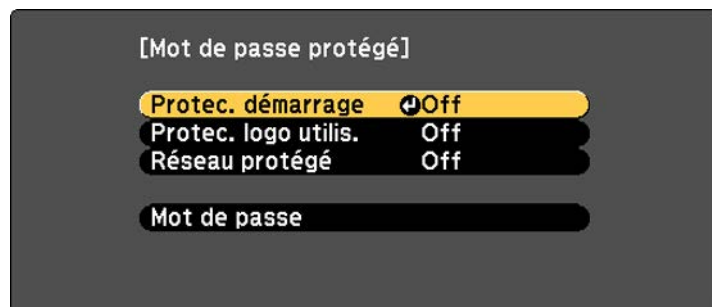 [Mot de passe protégé]
Protec. démarrage Off
Protec. logo utilis. Off
Réseau protégé Off
Mot de passe